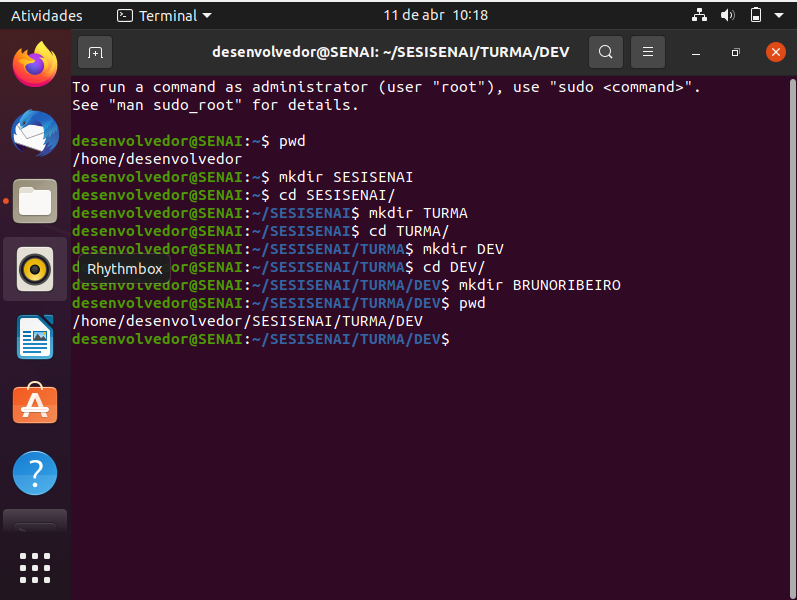 Atividades Terminal 11 de abr 10:18
desenvolvedor@SENAI: ~/SESISENAI/TURMA/DEV
To run a command as administrator (user "root"), use "sudo <command>".
See "man sudo_root" for details.
desenvolvedor@SENAI:~$ pwd
/home/desenvolvedor
desenvolvedor@SENAI:~$ mkdir SESISENAI
desenvolvedor@SENAI:~$ cd SESISENAI/
desenvolvedor@SENAI:~/SESISENAI$ mkdir TURMA
desenvolvedor@SENAI:~/SESISENAI$ cd TURMA/
desenvolvedor@SENAI:~/SESISENAI/TURMA$ mkdir DEV
Rhythmbox
or@SENAI:~/SESISENAI/TURMA$ cd DEV/
desenvolvedor@SENAI:~/SESISENAI/TURMA/DEV$ mkdir BRUNORIBEIRO
desenvolvedor@SENAI:~/SESISENAI/TURMA/DEV$ pwd
/home/desenvolvedor/SESISENAI/TURMA/DEV
desenvolvedor@SENAI:~/SESISENAI/TURMA/DEV$